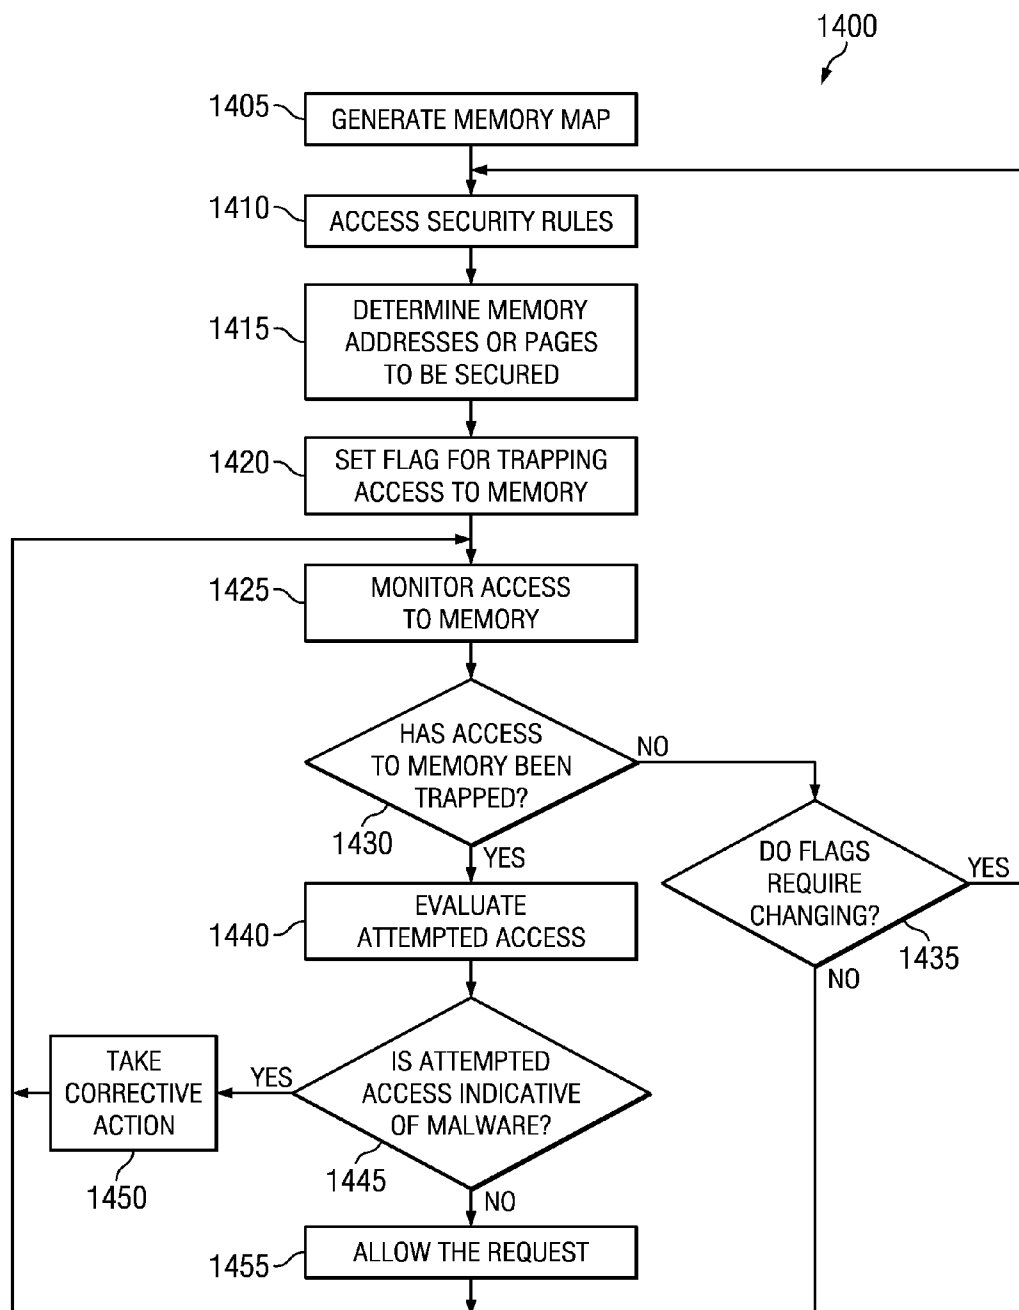 1400
1405
GENERATE MEMORY MAP
1410
ACCESS SECURITY RULES
1415
DETERMINE MEMORY
ADDRESSES OR PAGES
TO BE SECURED
1420
SET FLAG FOR TRAPPING
ACCESS TO MEMORY
1425
MONITOR ACCESS
TO MEMORY
HAS ACCESS
TO MEMORY BEEN
TRAPPED?
NO
1430
YES
DO FLAGS
REQUIRE
CHANGING?
YES
1435
NO
1440
EVALUATE
ATTEMPTED ACCESS
TAKE
CORRECTIVE
ACTION
YES
1450
IS ATTEMPTED
ACCESS INDICATIVE
OF MALWARE?
1445
NO
1455
ALLOW THE REQUEST